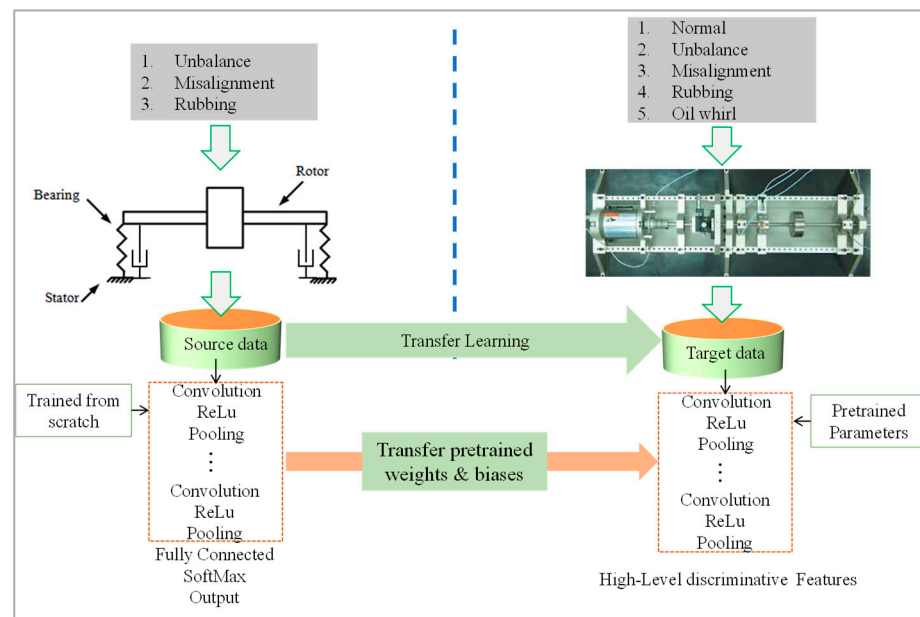 1. Unbalance
2. Misalignment
3. Rubbing
Bearing
Rotor
Stator
Source data
Trained from
scratch
Convolution
ReLu
Pooling
⋮
Convolution
ReLu
Pooling
Fully Connected
SoftMax
Output
Transfer Learning
Transfer pretrained
weights & biases
1. Normal
2. Unbalance
3. Misalignment
4. Rubbing
5. Oil whirl
Target data
Convolution
ReLu
Pooling
⋮
Convolution
ReLu
Pooling
Pretrained
Parameters
High-Level discriminative Features